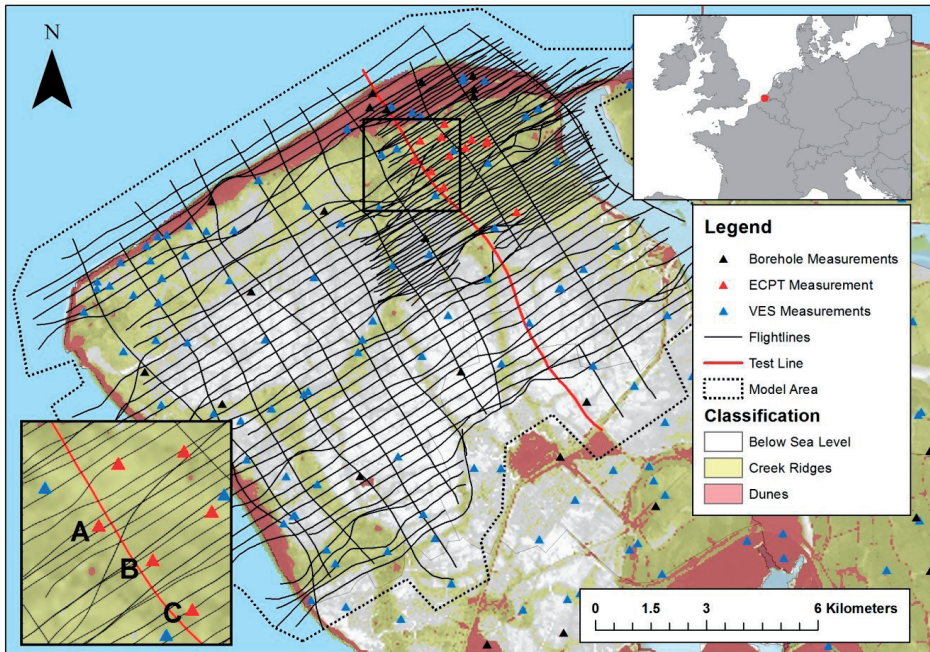 N
Legend
Borehole Measurements
ECPT Measurement
VES Measurements
Flightlines
Test Line
Model Area
Classification
Below Sea Level
Creek Ridges
Dunes
A
B
C
0 1.5 3 6 Kilometers